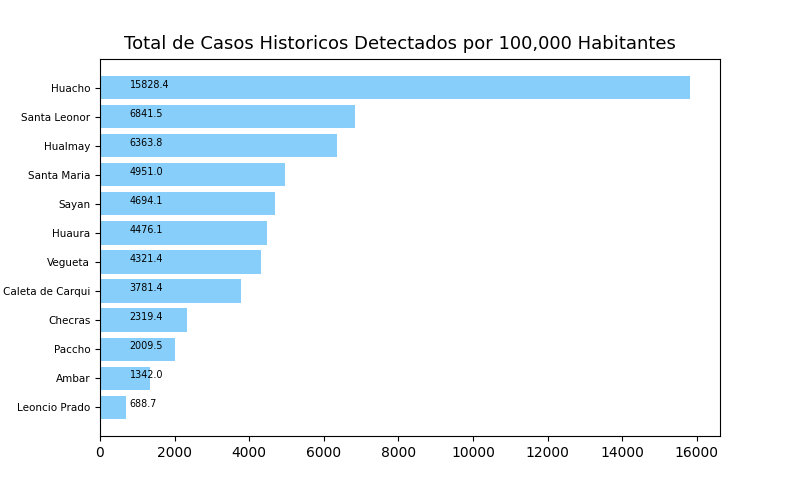 Total de Casos Historicos Detectados por 100,000 Habitantes
Huacho 15828.4
Santa Leonor 6841.5
Hualmay 6363.8
Santa Maria 4951.0
Sayan 4694.1
Huaura 4476.1
Vegueta 4321.4
Caleta de Carqui 3781.4
Checras 2319.4
Paccho 2009.5
Ambar 1342.0
Leoncio Prado 688.7
0 2000 4000 6000 8000 10000 12000 14000 16000